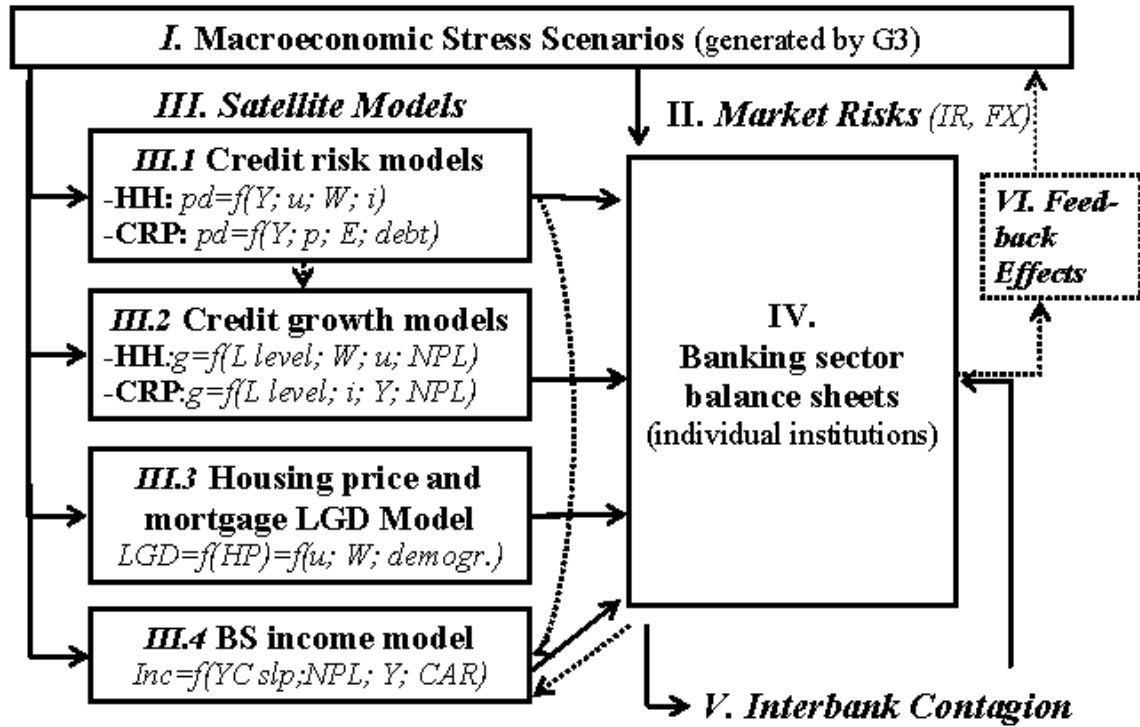 I. Macroeconomic Stress Scenarios (generated by G3)
III. Satellite Models
II. Market Risks (IR, FX)
III.1 Credit risk models
-HH: pd=f(Y; u; W; i)
-CRP: pd=f(Y; p; E; debt)
III.2 Credit growth models
-HH.:g=f(L level; W; u; NPL)
-CRP:g=f(L level; i; Y; NPL)
III.3 Housing price and
mortgage LGD Model
LGD=f(HP)=f(u; W; demogr.)
III.4 BS income model
Inc=f(YC slp;NPL; Y; CAR)
IV.
Banking sector
balance sheets
(individual institutions)
VI. Feed-
back
Effects
V. Interbank Contagion